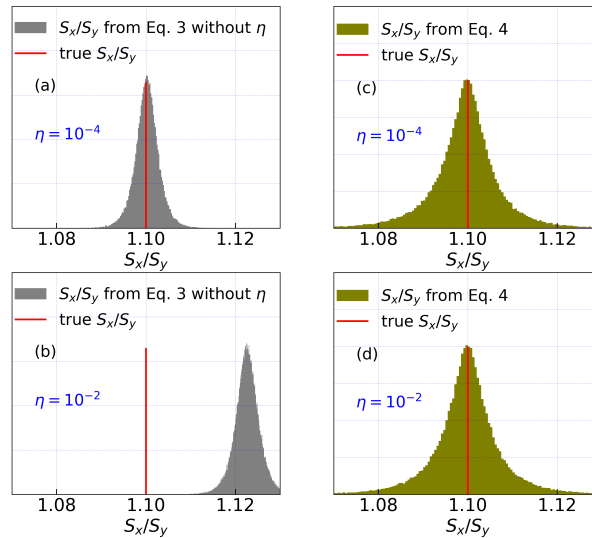 S_x/S_y from Eq. 3 without η
true S_x/S_y
(a)
η = 10⁻⁴
1.08 1.10 1.12
S_x/S_y
S_x/S_y from Eq. 4
true S_x/S_y
(c)
η = 10⁻⁴
1.08 1.10 1.12
S_x/S_y
S_x/S_y from Eq. 3 without η
true S_x/S_y
(b)
η = 10⁻²
1.08 1.10 1.12
S_x/S_y
S_x/S_y from Eq. 4
true S_x/S_y
(d)
η = 10⁻²
1.08 1.10 1.12
S_x/S_y